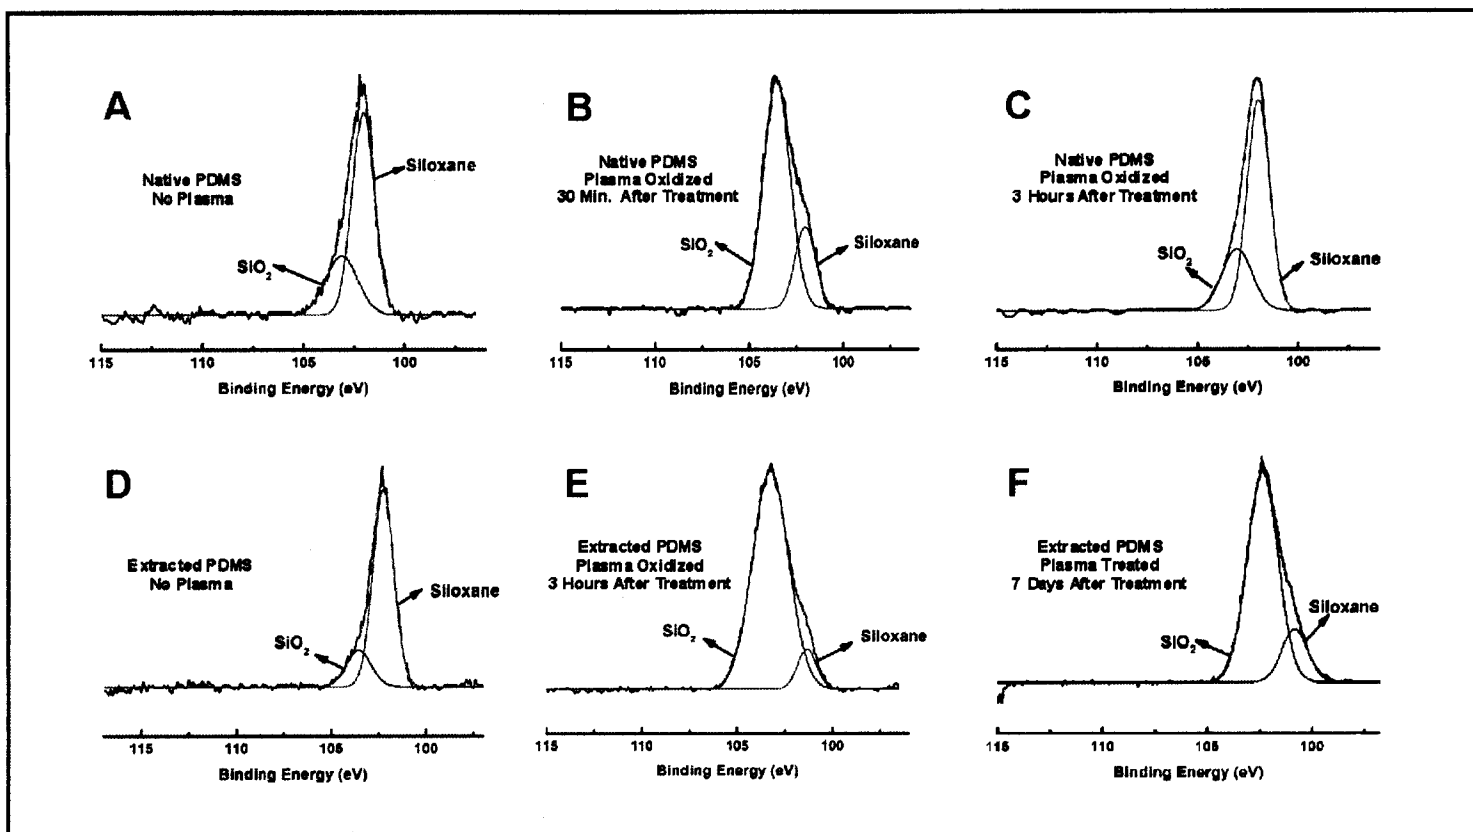 A
Native PDMS
No Plasma
Siloxane
SiO2
115 110 105 100
Binding Energy (eV)
B
Native PDMS
Plasma Oxidized
30 Min. After Treatment
SiO2
Siloxane
115 110 105 100
Binding Energy (eV)
C
Native PDMS
Plasma Oxidized
3 Hours After Treatment
SiO2
Siloxane
115 110 105 100
Binding Energy (eV)
D
Extracted PDMS
No Plasma
Siloxane
SiO2
115 110 105 100
Binding Energy (eV)
E
Extracted PDMS
Plasma Oxidized
3 Hours After Treatment
SiO2
Siloxane
115 110 105 100
Binding Energy (eV)
F
Extracted PDMS
Plasma Treated
7 Days After Treatment
Siloxane
SiO2
115 110 105 100
Binding Energy (eV)